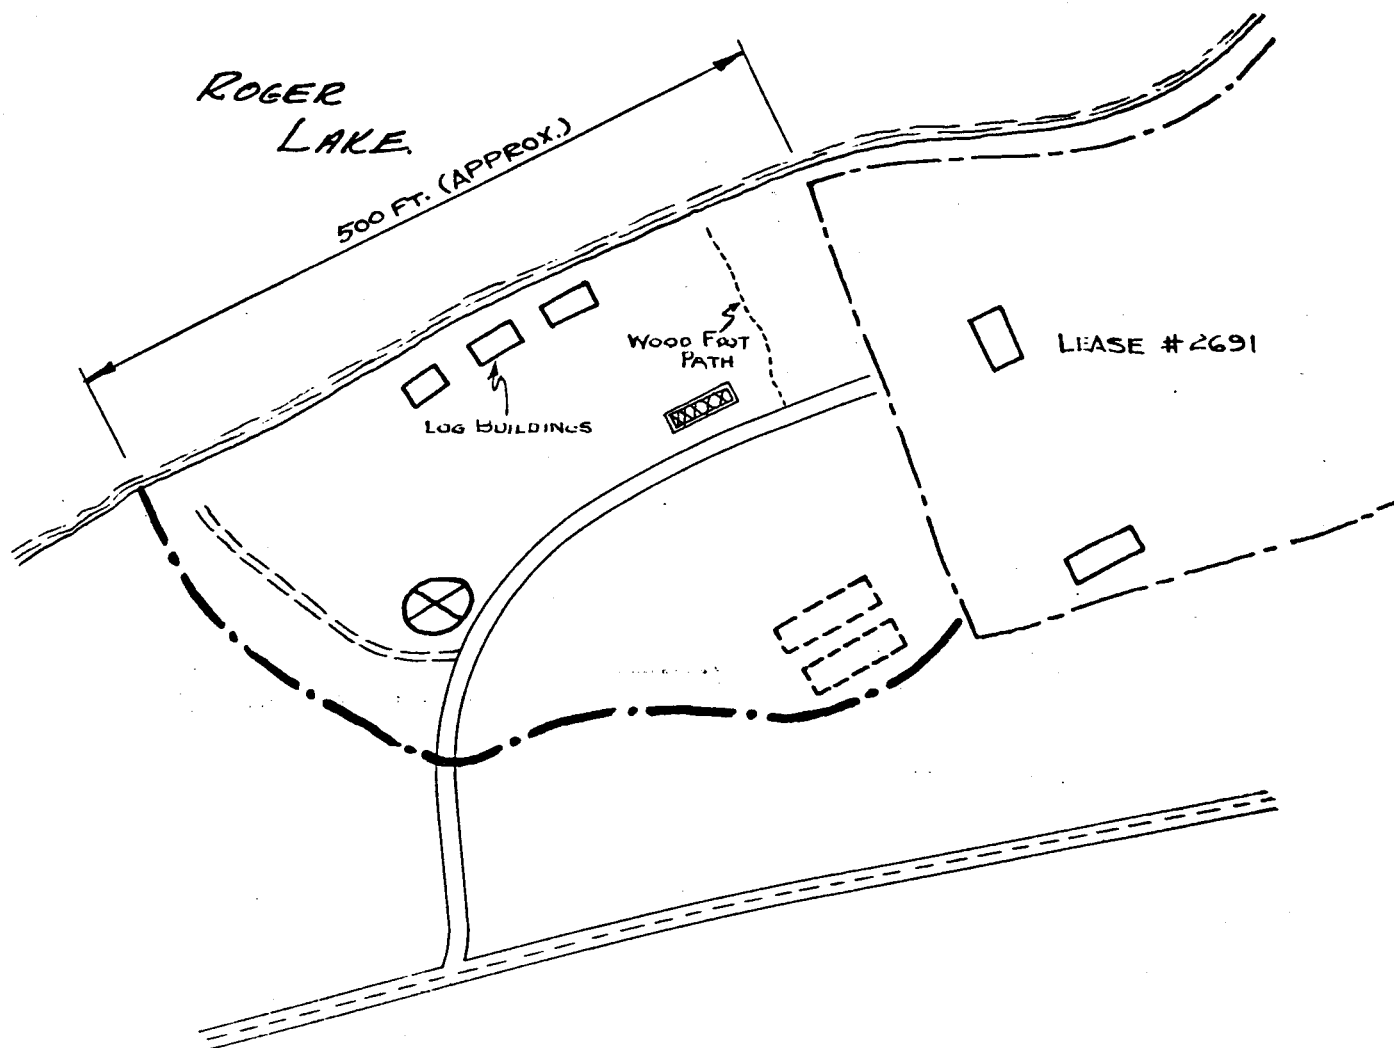 ROGER
LAKE.
500 FT. (APPROX.)
WOOD FOOT
PATH
LOG BUILDINGS
LEASE #2691